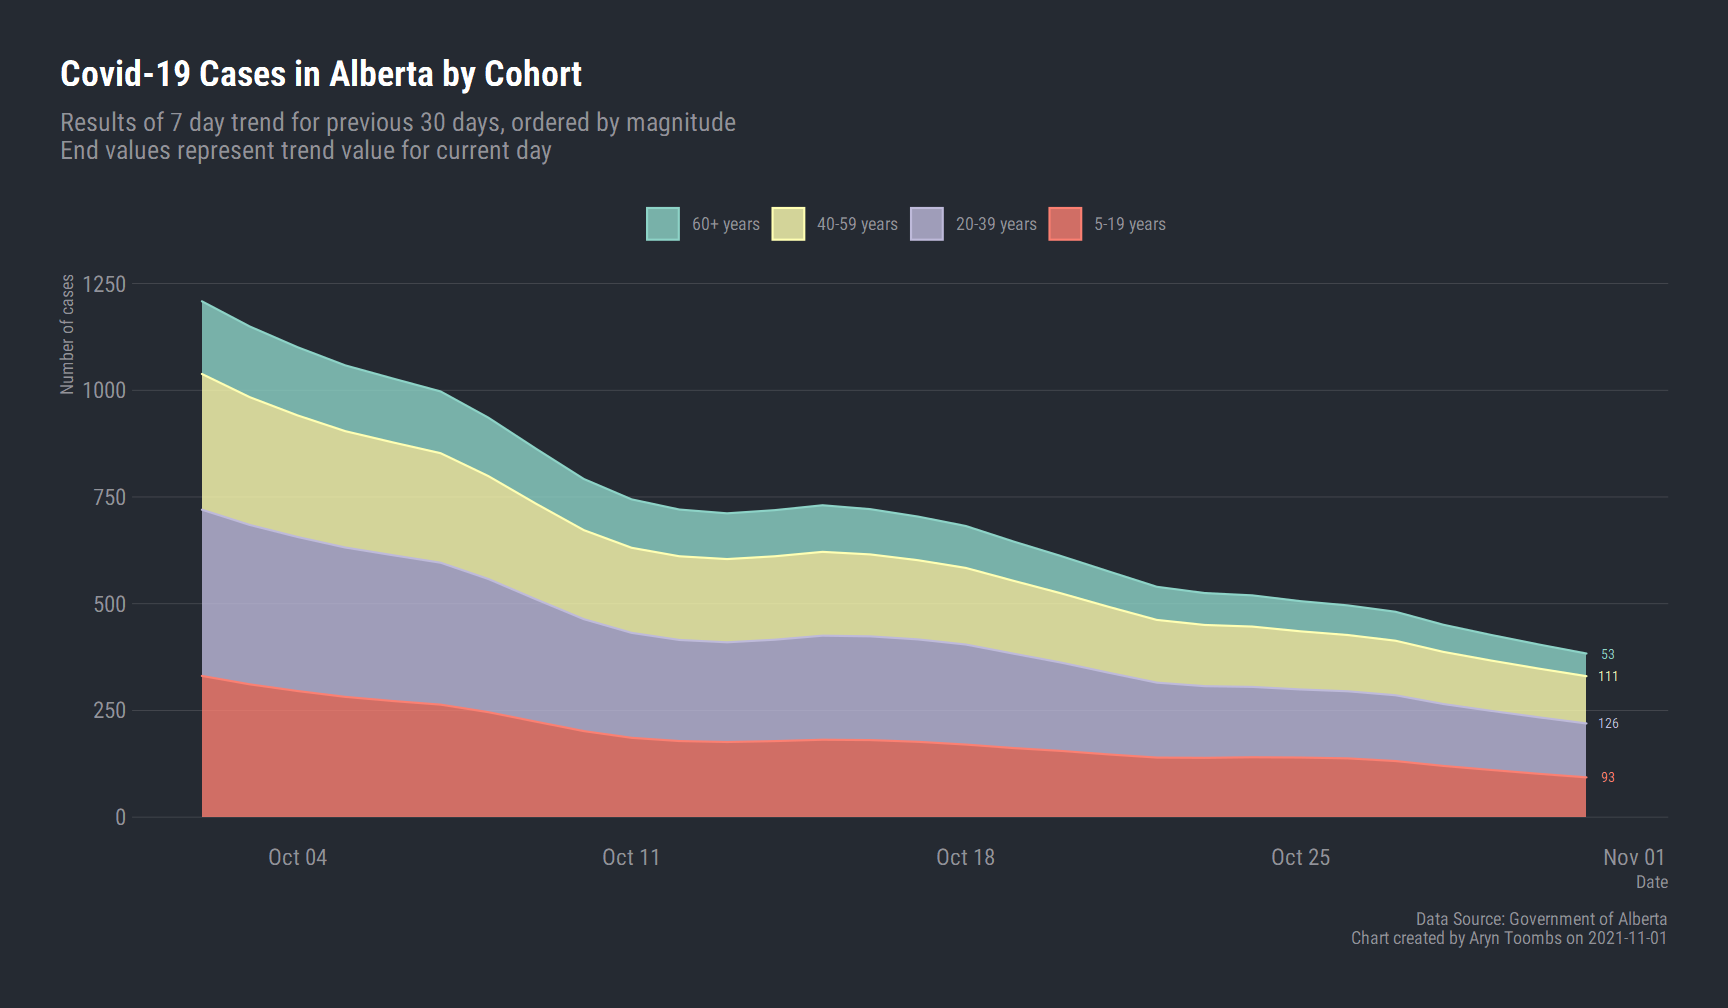 Covid-19 Cases in Alberta by Cohort
Results of 7 day trend for previous 30 days, ordered by magnitude
End values represent trend value for current day
60+ years 40-59 years 20-39 years 5-19 years
Number of cases
1250
1000
750
500
250
0
53
111
126
93
Oct 04 Oct 11 Oct 18 Oct 25 Nov 01
Date
Data Source: Government of Alberta
Chart created by Aryn Toombs on 2021-11-01